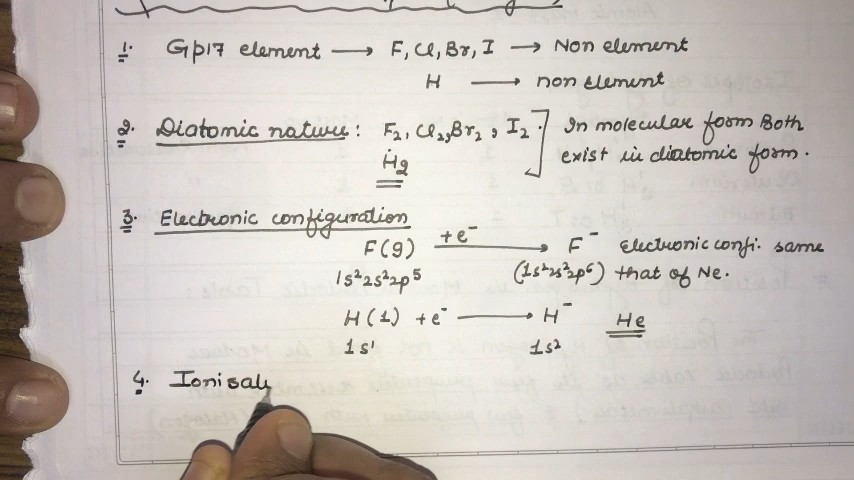 1. Gp17 element ⟶ F, Cl, Br, I ⟶ Non element
H ⟶ non element
2. Diatomic nature: F₂, Cl₂, Br₂, I₂. ] In molecular form Both
H₂ exist in diatomic form.
3. Electronic configuration
F(9) +e⁻ ⟶ F⁻ Electronic confi. same
1s²2s²2p⁵ (1s²2s²2p⁶) that of Ne.
H(1) +e⁻ ⟶ H⁻ He
1s¹ 1s²
4. Ionisati